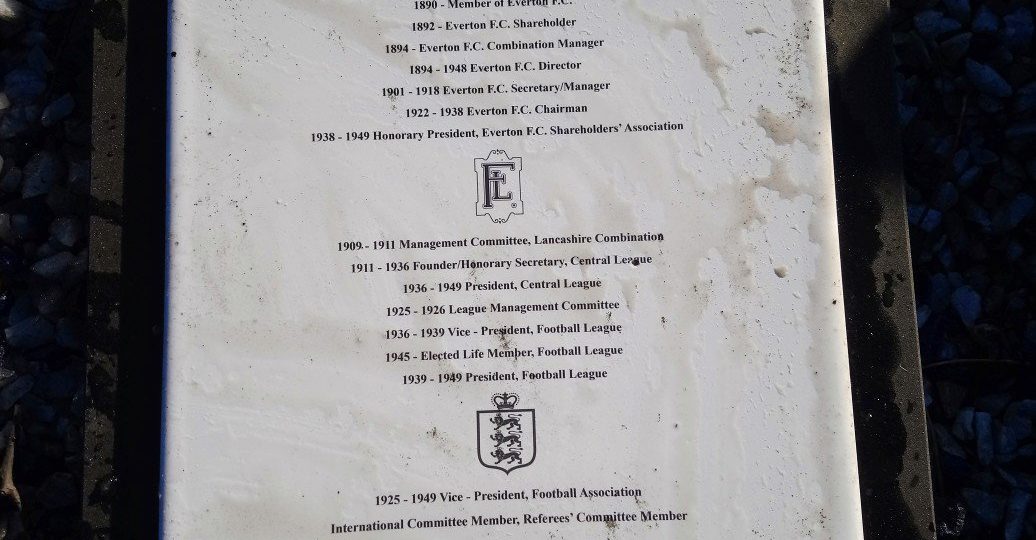 1890 - Member of Everton F.C.
1892 - Everton F.C. Shareholder
1894 - Everton F.C. Combination Manager
1894 - 1948 Everton F.C. Director
1901 - 1918 Everton F.C. Secretary/Manager
1922 - 1938 Everton F.C. Chairman
1938 - 1949 Honorary President, Everton F.C. Shareholders' Association
FL
1909 - 1911 Management Committee, Lancashire Combination
1911 - 1936 Founder/Honorary Secretary, Central League
1936 - 1949 President, Central League
1925 - 1926 League Management Committee
1936 - 1939 Vice - President, Football League
1945 - Elected Life Member, Football League
1939 - 1949 President, Football League
1925 - 1949 Vice - President, Football Association
International Committee Member, Referees' Committee Member